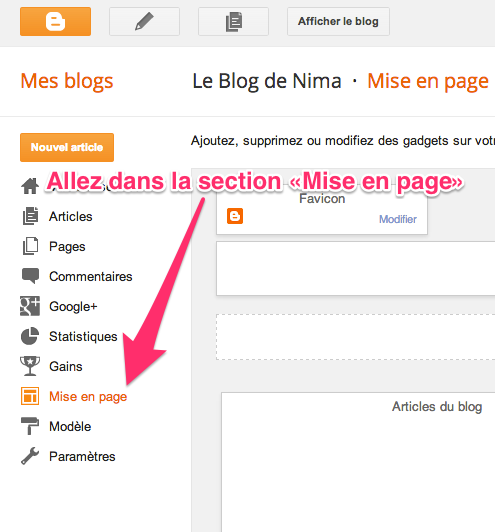 Afficher le blog
Mes blogs
Le Blog de Nima · Mise en page
Nouvel article
Ajoutez, supprimez ou modifiez des gadgets sur votr
Allez dans la section «Mise en page»
Favicon
Modifier
Articles
Pages
Commentaires
Google+
Statistiques
Gains
Mise en page
Articles du blog
Modèle
Paramètres